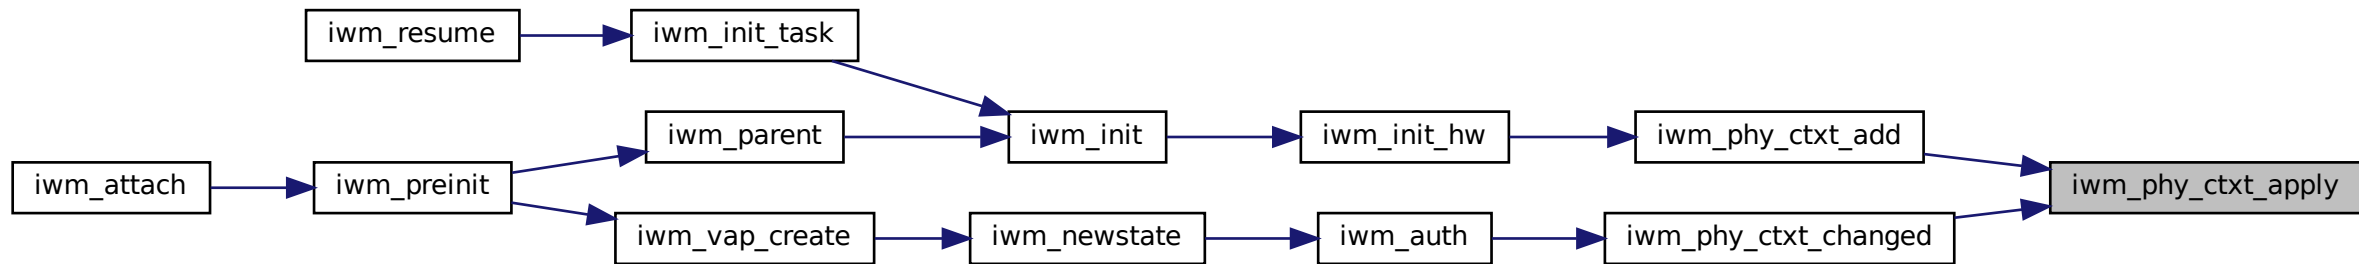 iwm_resume
iwm_init_task
iwm_parent
iwm_init
iwm_init_hw
iwm_phy_ctxt_add
iwm_attach
iwm_preinit
iwm_phy_ctxt_apply
iwm_vap_create
iwm_newstate
iwm_auth
iwm_phy_ctxt_changed